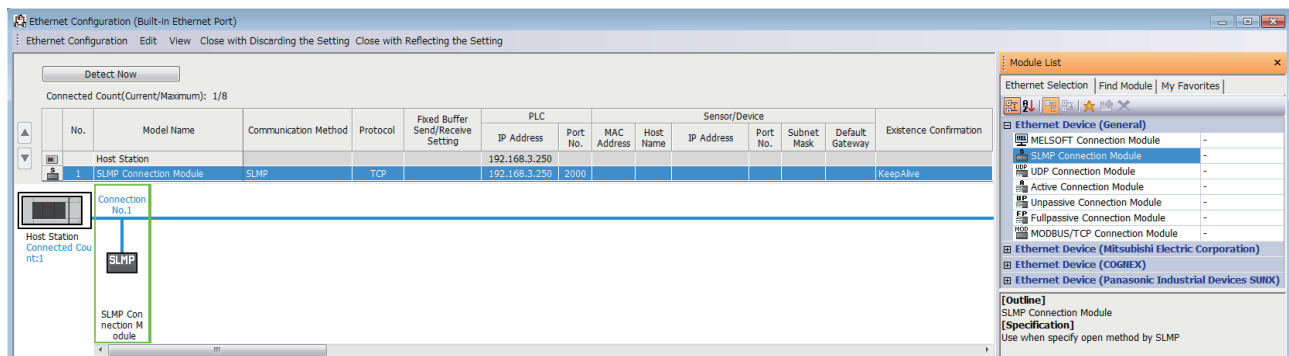 Ethernet Configuration (Built-in Ethernet Port)
Ethernet Configuration Edit View Close with Discarding the Setting Close with Reflecting the Setting
Detect Now
Connected Count(Current/Maximum): 1/8
No. Model Name Communication Method Protocol Fixed Buffer Send/Receive Setting PLC Sensor/Device Existence Confirmation
IP Address Port No. MAC Address Host Name IP Address Port No. Subnet Mask Default Gateway
Host Station 192.168.3.250
1 SLMP Connection Module SLMP TCP 192.168.3.250 2000 KeepAlive
Connection
No.1
Host Station
Connected Cou
nt:1
SLMP
SLMP Con
nection M
odule
Module List
Ethernet Selection Find Module My Favorites
Ethernet Device (General)
MELSOFT Connection Module -
SLMP Connection Module -
UDP Connection Module -
Active Connection Module -
Unpassive Connection Module -
Fullpassive Connection Module -
MODBUS/TCP Connection Module -
Ethernet Device (Mitsubishi Electric Corporation)
Ethernet Device (COGNEX)
Ethernet Device (Panasonic Industrial Devices SUNX)
[Outline]
SLMP Connection Module
[Specification]
Use when specify open method by SLMP